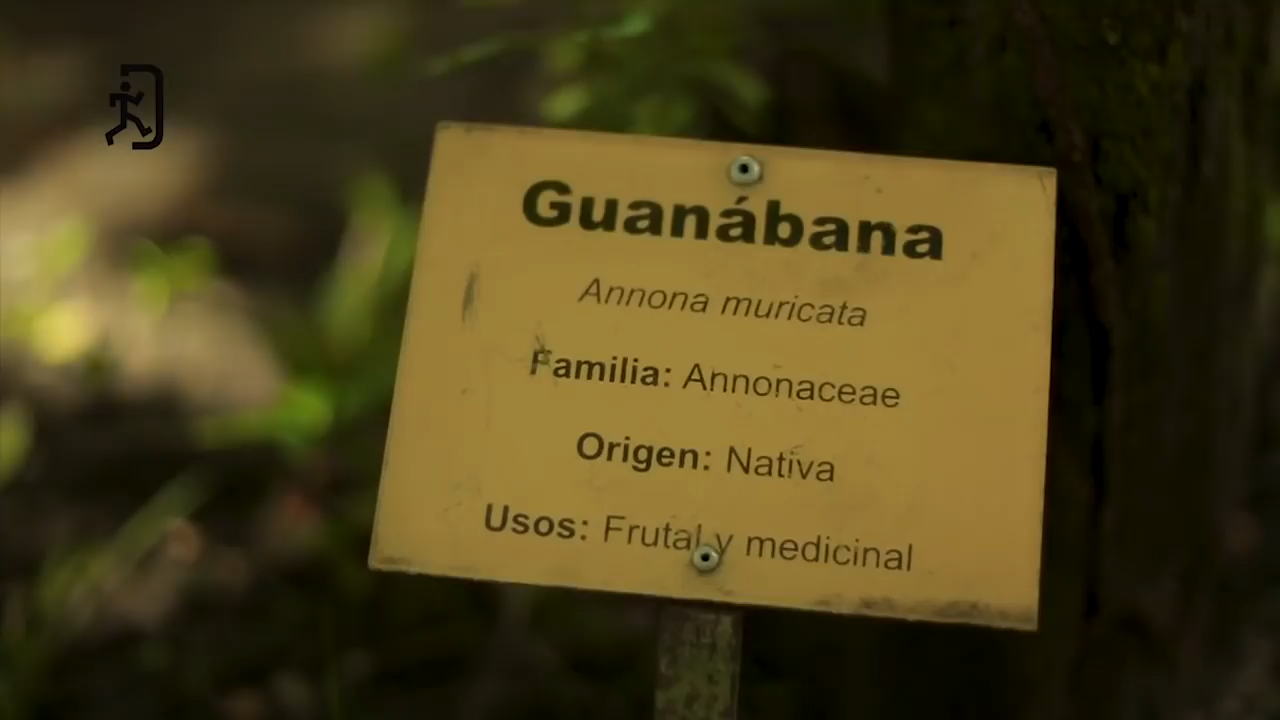 Guanábana
Annona muricata
Familia: Annonaceae
Origen: Nativa
Usos: Frutal y medicinal